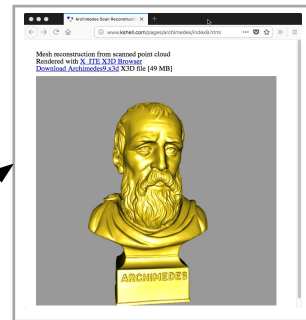 Archimedes Scan Reconstructi
www.kshell.com/pages/archimedes/index9.html
Mesh reconstruction from scanned point cloud
Rendered with X_ITE X3D Browser
Download Archimedes9.x3d X3D file [49 MB]
ARCHIMEDES